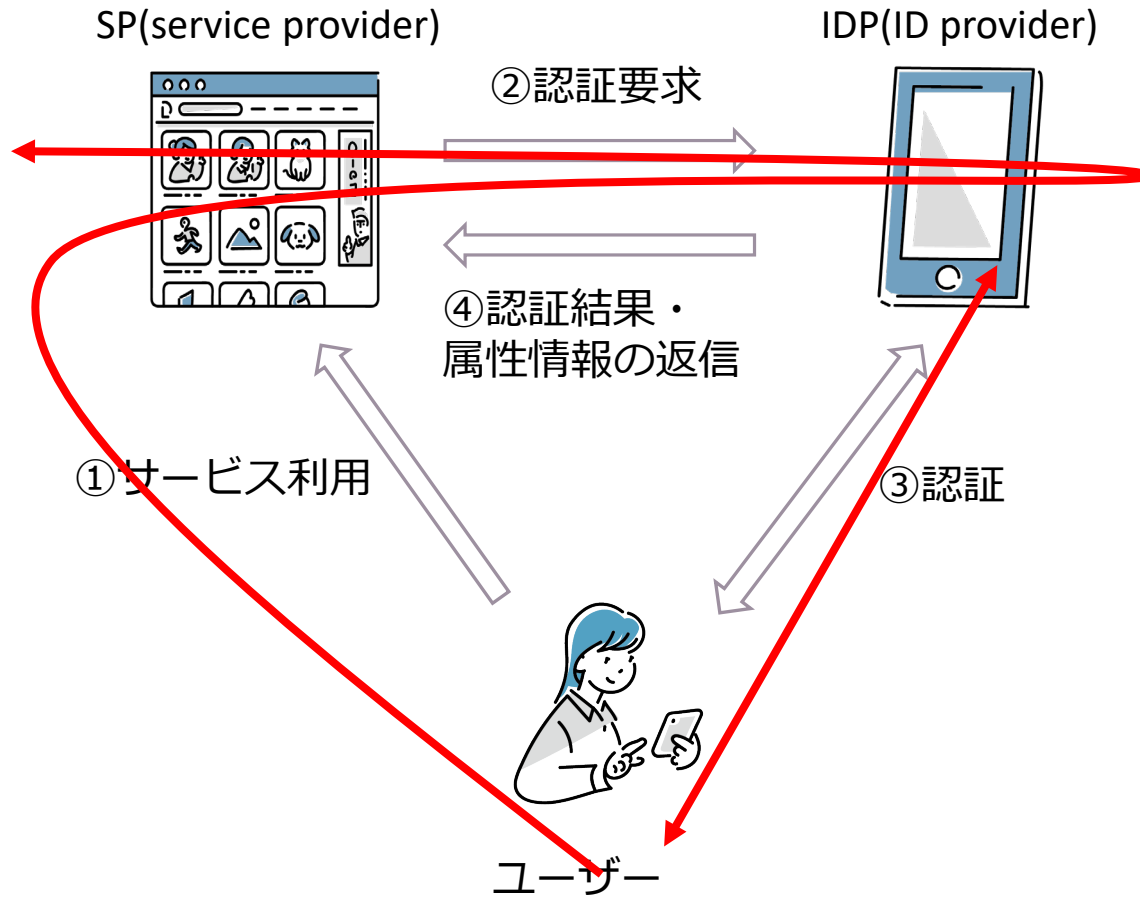 SP(service provider)
IDP(ID provider)
②認証要求
④認証結果・
属性情報の返信
①サービス利用
③認証
ユーザー